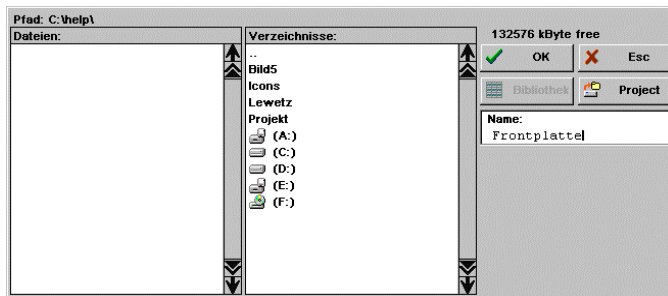 Pfad: C:\help\
Dateien:
Verzeichnisse:
..
Bild5
Icons
Lewetz
Projekt
(A:)
(C:)
(D:)
(E:)
(F:)
132576 kByte free
OK
Esc
Bibliothek
Project
Name:
Frontplatte